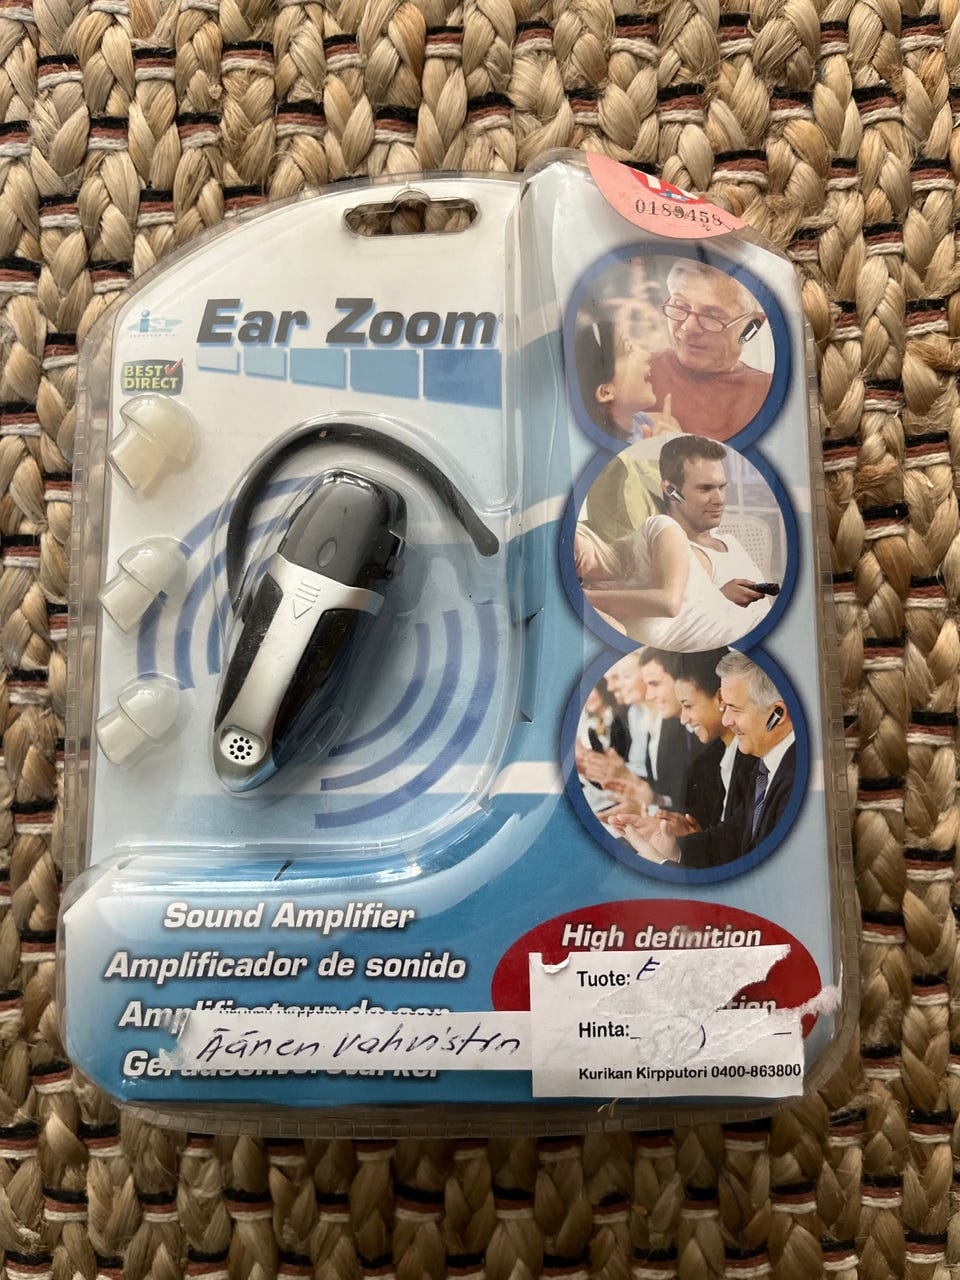 0189458
Ear Zoom
BEST
DIRECT
Sound Amplifier
Amplificador de sonido
High definition
Tuote: E
Hinta:
Äänen vahvistin
Kurikan Kirpputori 0400-863800